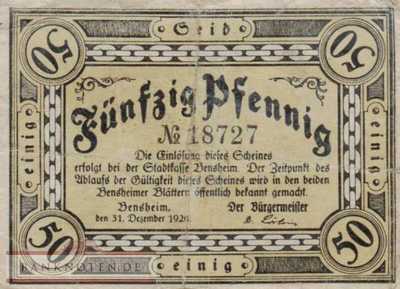 Seid
50 50
Fünfzig Pfennig
№ 18727
einig einig
Die Einlösung dieses Scheines
erfolgt bei der Stadtkasse Bensheim. Der Zeitpunkt des
Ablaufs der Gültigkeit dieses Scheines wird in den beiden
Bensheimer Blättern öffentlich bekannt gemacht.
Bensheim, Der Bürgermeister
den 31. Dezember 1920.
50 50
einig
BANKNOTEN.DE